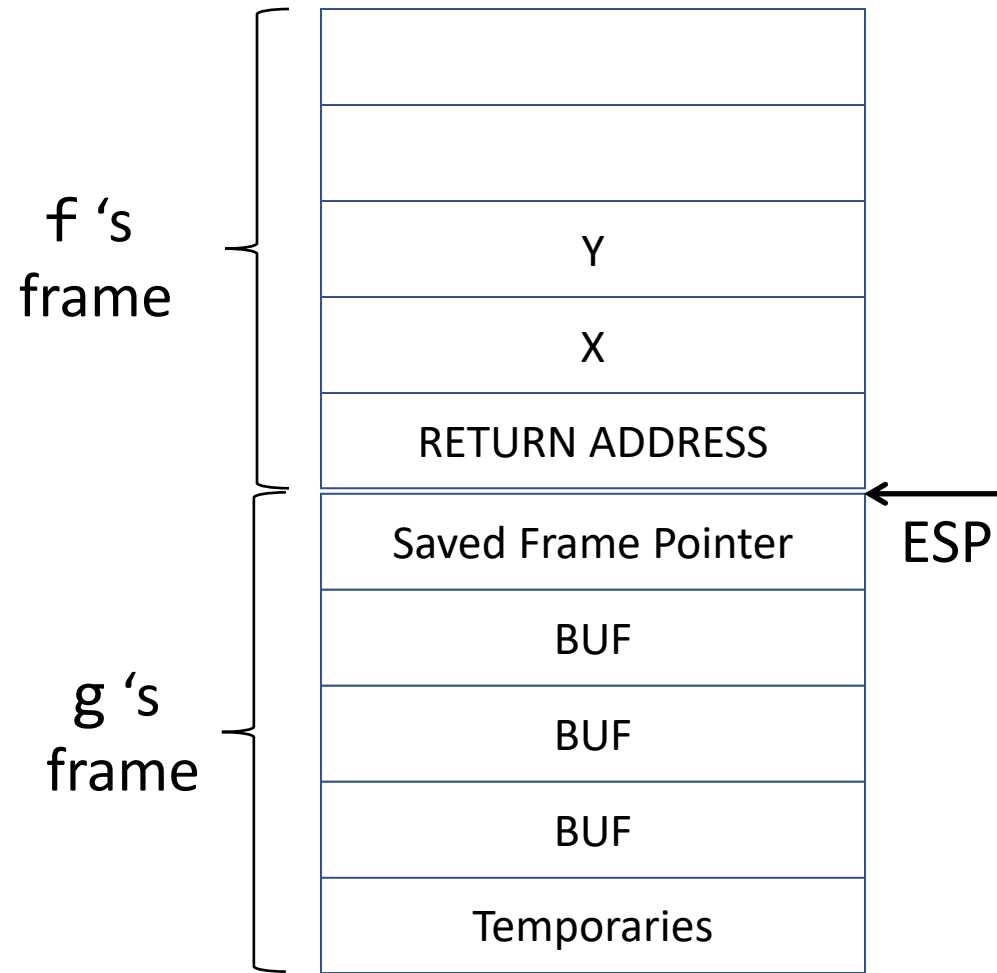 f ‘s
frame
Y
X
RETURN ADDRESS
ESP
Saved Frame Pointer
BUF
g ‘s
frame
BUF
BUF
Temporaries